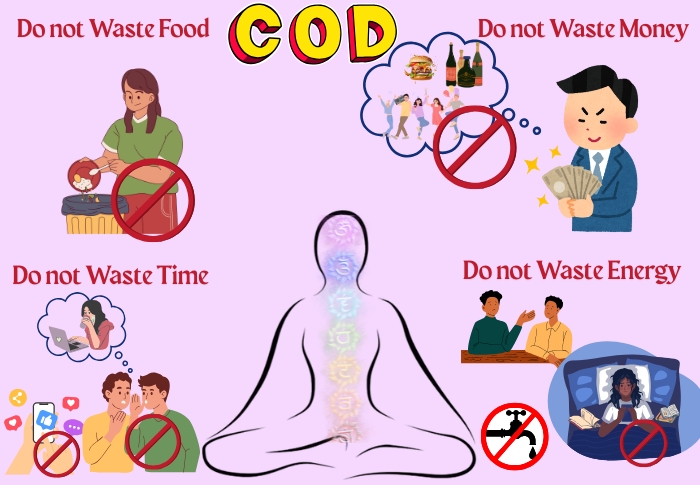 COD
Do not Waste Food
Do not Waste Money
Do not Waste Time
Do not Waste Energy